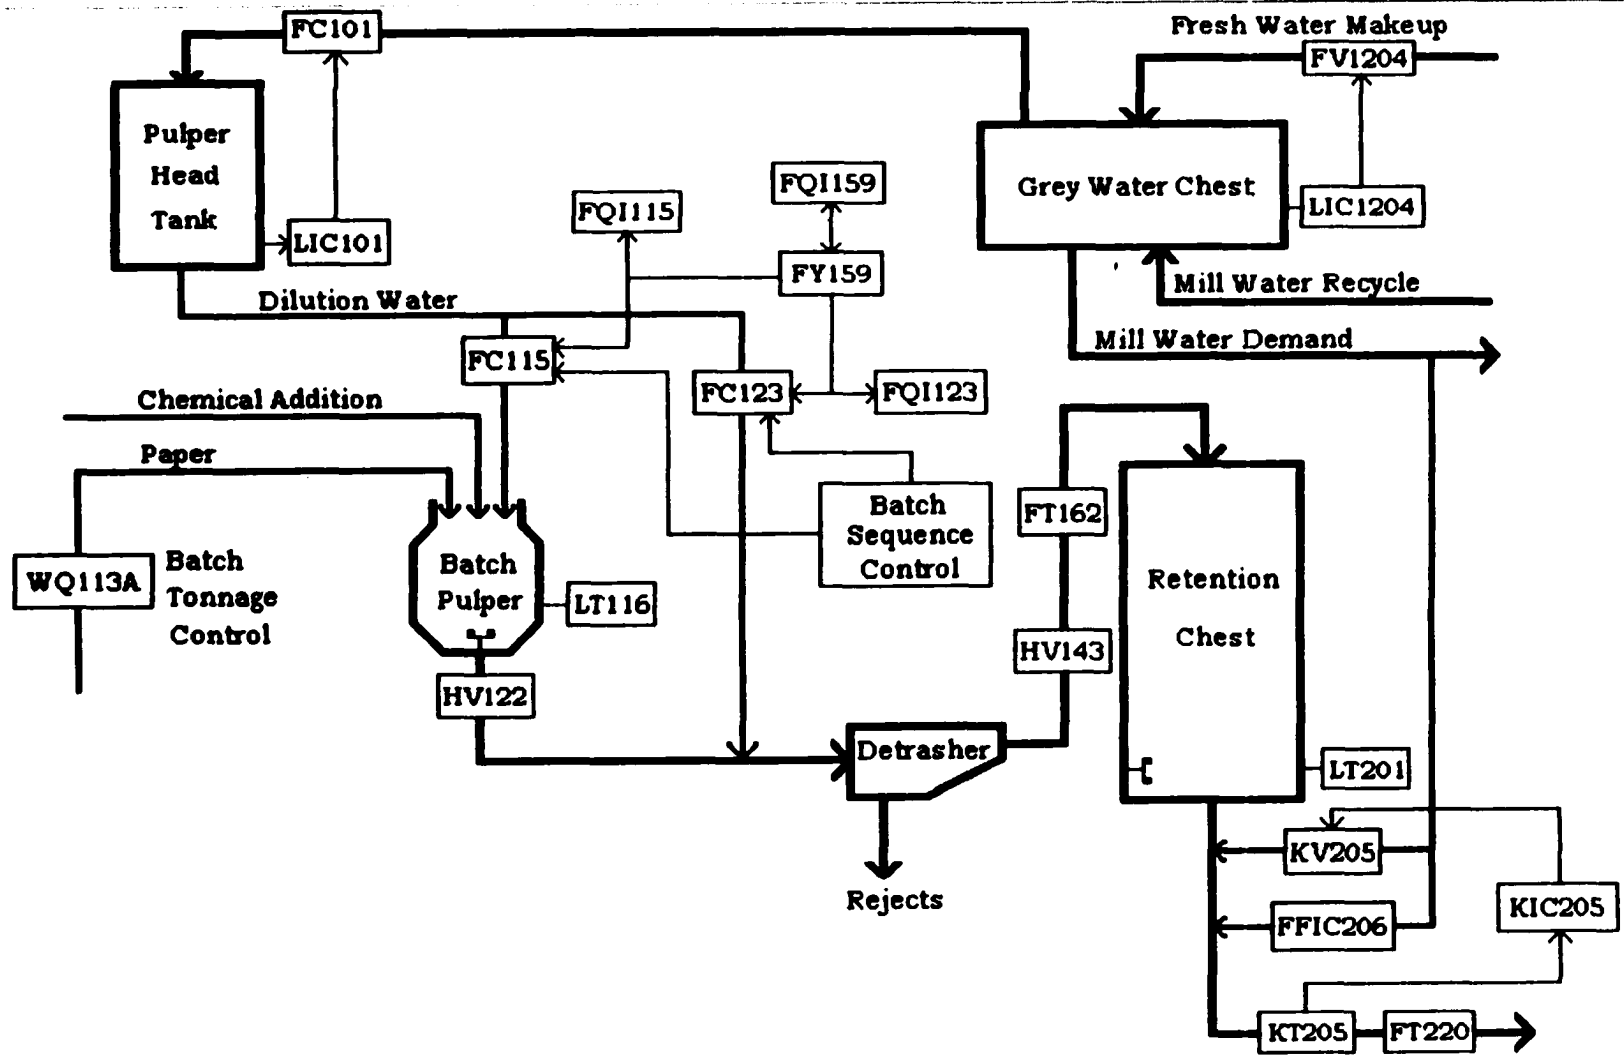 FC101
Fresh Water Makeup
FV1204
Pulper
Head
Tank
LIC101
FQI115
FQI159
FY159
Grey Water Chest
LIC1204
Mill Water Recycle
Dilution Water
Mill Water Demand
FC115
FC123
FQI123
Chemical Addition
Paper
WQ113A
Batch
Tonnage
Control
Batch
Pulper
LT116
HV122
Batch
Sequence
Control
FT162
HV143
Retention
Chest
Detrasher
Rejects
LT201
KV205
FFIC206
KIC205
KT205
FT220